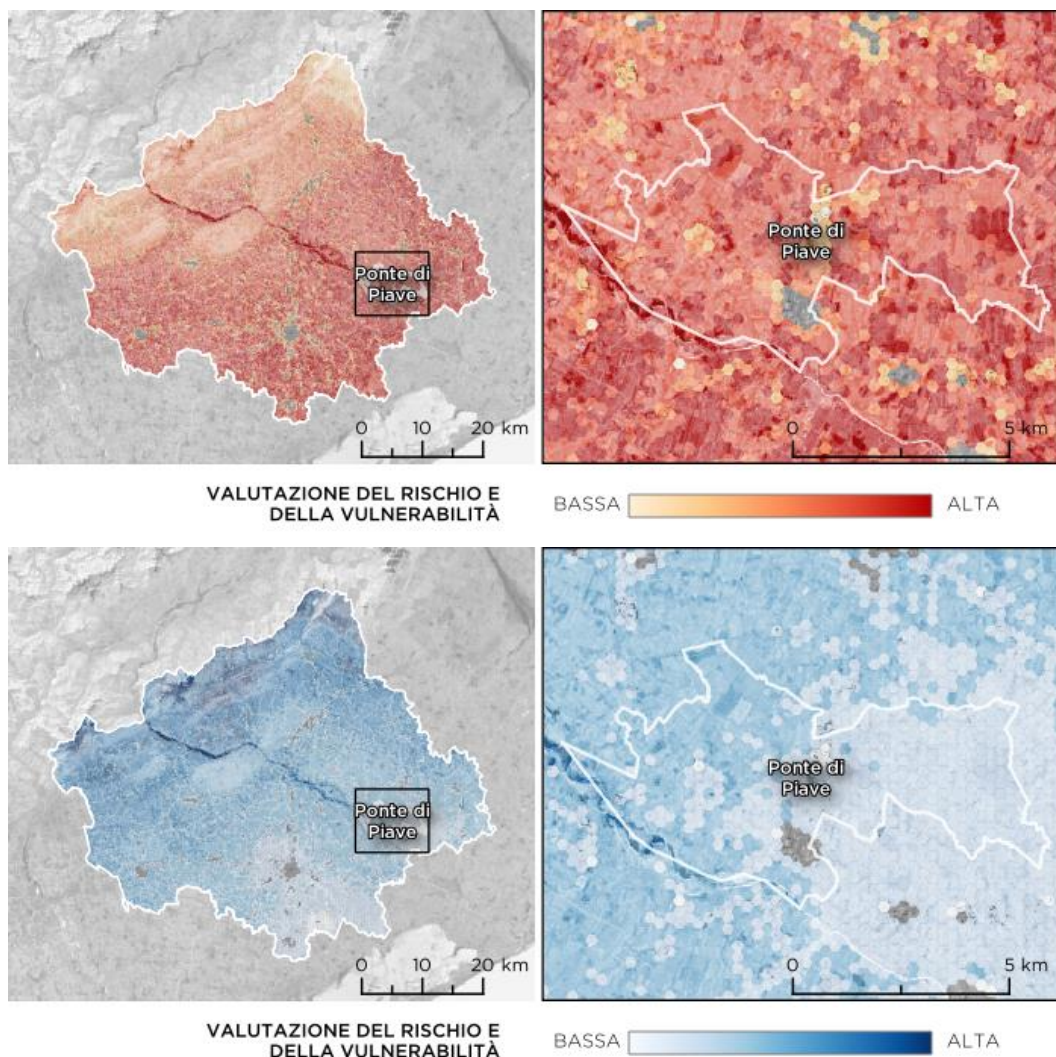 Ponte di
Piave
0 10 20 km
Ponte di
Piave
0 5 km
VALUTAZIONE DEL RISCHIO E
DELLA VULNERABILITÀ
BASSA ALTA
Ponte di
Piave
0 10 20 km
Ponte di
Piave
0 5 km
VALUTAZIONE DEL RISCHIO E
DELLA VULNERABILITÀ
BASSA ALTA